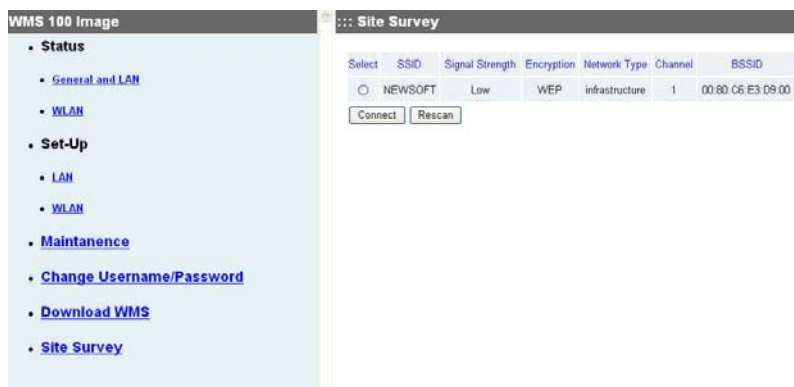 WMS 100 Image
Status
General and LAN
WLAN
Set-Up
LAN
WLAN
Maintanence
Change Username/Password
Download WMS
Site Survey
::: Site Survey
Select SSID Signal Strength Encryption Network Type Channel BSSID
NEWSOFT Low WEP infrastructure 1 00:80:C6:E3:D9:00
Connect Rescan